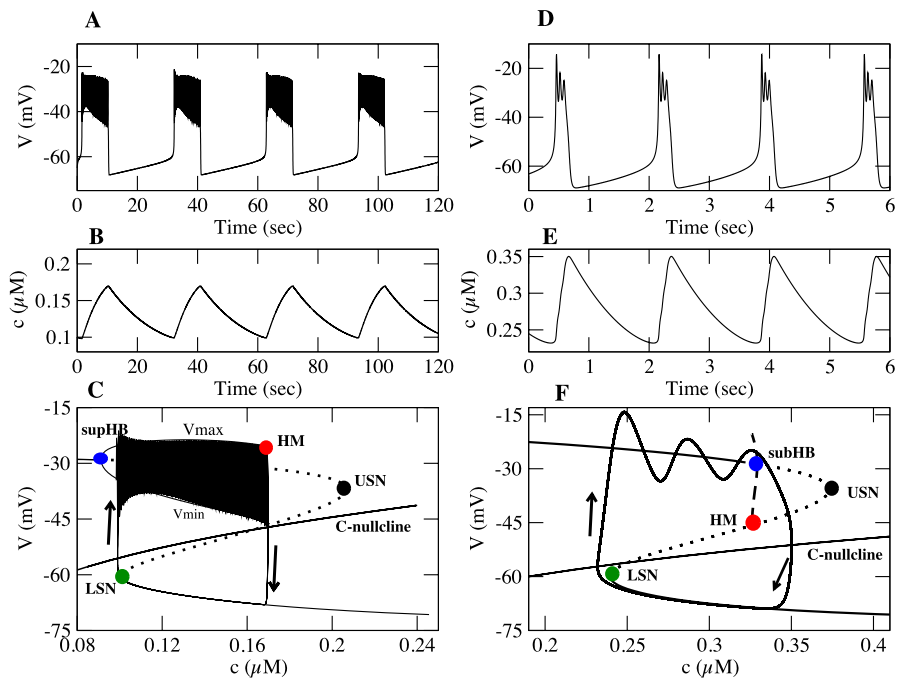 A
-20
-40
-60
V (mV)
0 20 40 60 80 100 120
Time (sec)
B
0.2
0.15
0.1
c (μM)
0 20 40 60 80 100 120
Time (sec)
C
-15
-30
-45
-60
-75
V (mV)
supHB
Vmax
HM
USN
Vmin
C-nullcline
LSN
0.08 0.12 0.16 0.2 0.24
c (μM)
D
-20
-40
-60
V (mV)
0 1 2 3 4 5 6
Time (sec)
E
0.35
0.3
0.25
c (μM)
0 1 2 3 4 5 6
Time (sec)
F
-15
-30
-45
-60
-75
V (mV)
subHB
USN
HM
C-nullcline
LSN
0.2 0.25 0.3 0.35 0.4
c (μM)